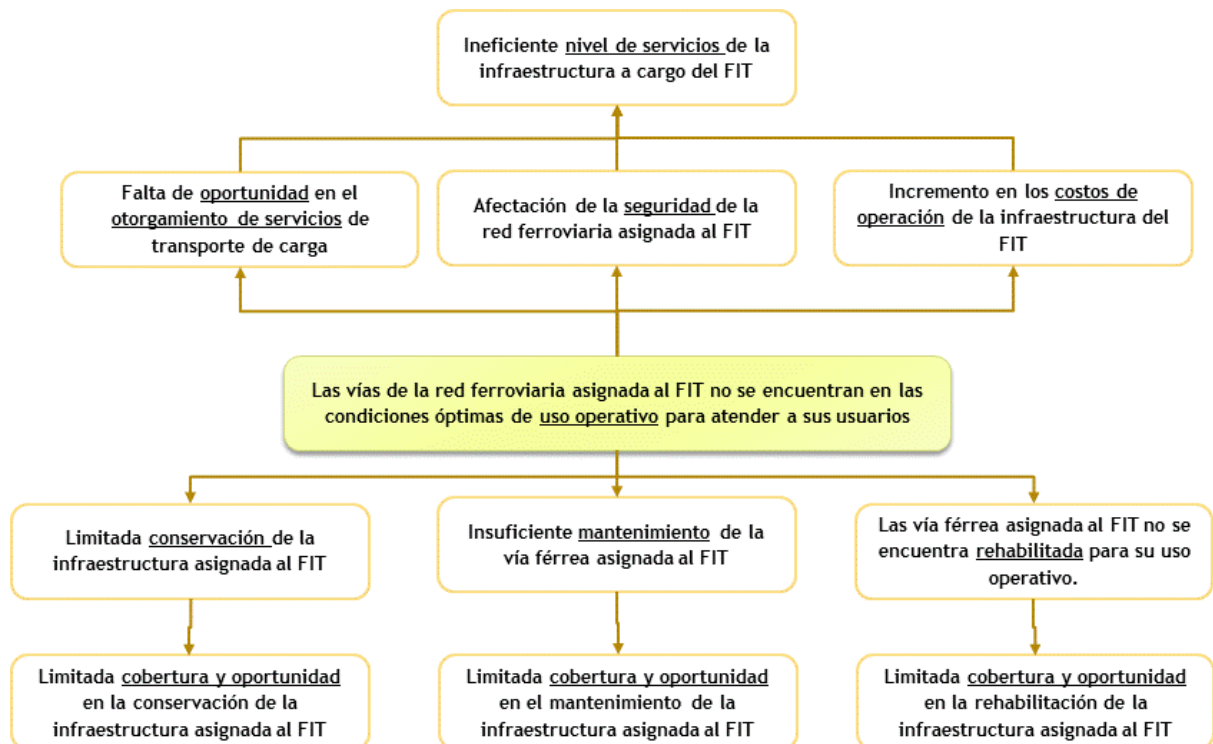 Ineficiente nivel de servicios de la
infraestructura a cargo del FIT
Falta de oportunidad en el
otorgamiento de servicios de
transporte de carga
Afectación de la seguridad de la
red ferroviaria asignada al FIT
Incremento en los costos de
operación de la infraestructura del
FIT
Las vías de la red ferroviaria asignada al FIT no se encuentran en las
condiciones óptimas de uso operativo para atender a sus usuarios
Limitada conservación de la
infraestructura asignada al FIT
Insuficiente mantenimiento de la
vía férrea asignada al FIT
Las vía férrea asignada al FIT no se
encuentra rehabilitada para su uso
operativo.
Limitada cobertura y oportunidad
en la conservación de la
infraestructura asignada al FIT
Limitada cobertura y oportunidad
en el mantenimiento de la
infraestructura asignada al FIT
Limitada cobertura y oportunidad
en la rehabilitación de la
infraestructura asignada al FIT